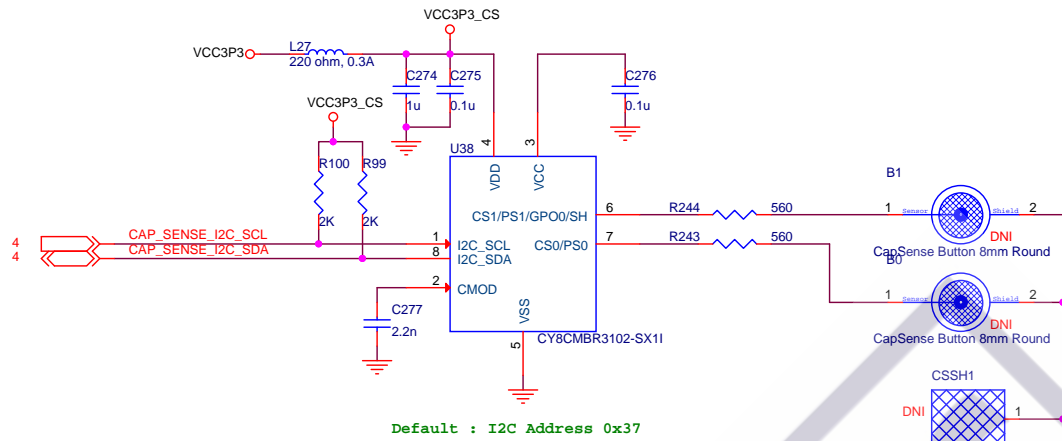 VCC3P3_CS
VCC3P3
L27
220 ohm, 0.3A
C274
1u
C275
0.1u
C276
0.1u
VCC3P3_CS
R100
R99
2K
2K
U38
4
3
VDD
VCC
B1
CS1/PS1/GPO0/SH
6
R244
560
1
Sensor
Shield
2
DNI
CapSense Button 8mm Round
4
CAP_SENSE_I2C_SCL
1
I2C_SCL
CS0/PS0
7
R243
560
4
CAP_SENSE_I2C_SDA
8
I2C_SDA
B0
2
CMOD
1
Sensor
Shield
2
DNI
CapSense Button 8mm Round
C277
2.2n
VSS
5
CY8CMBR3102-SX1I
CSSH1
DNI
1
Default : I2C Address 0x37